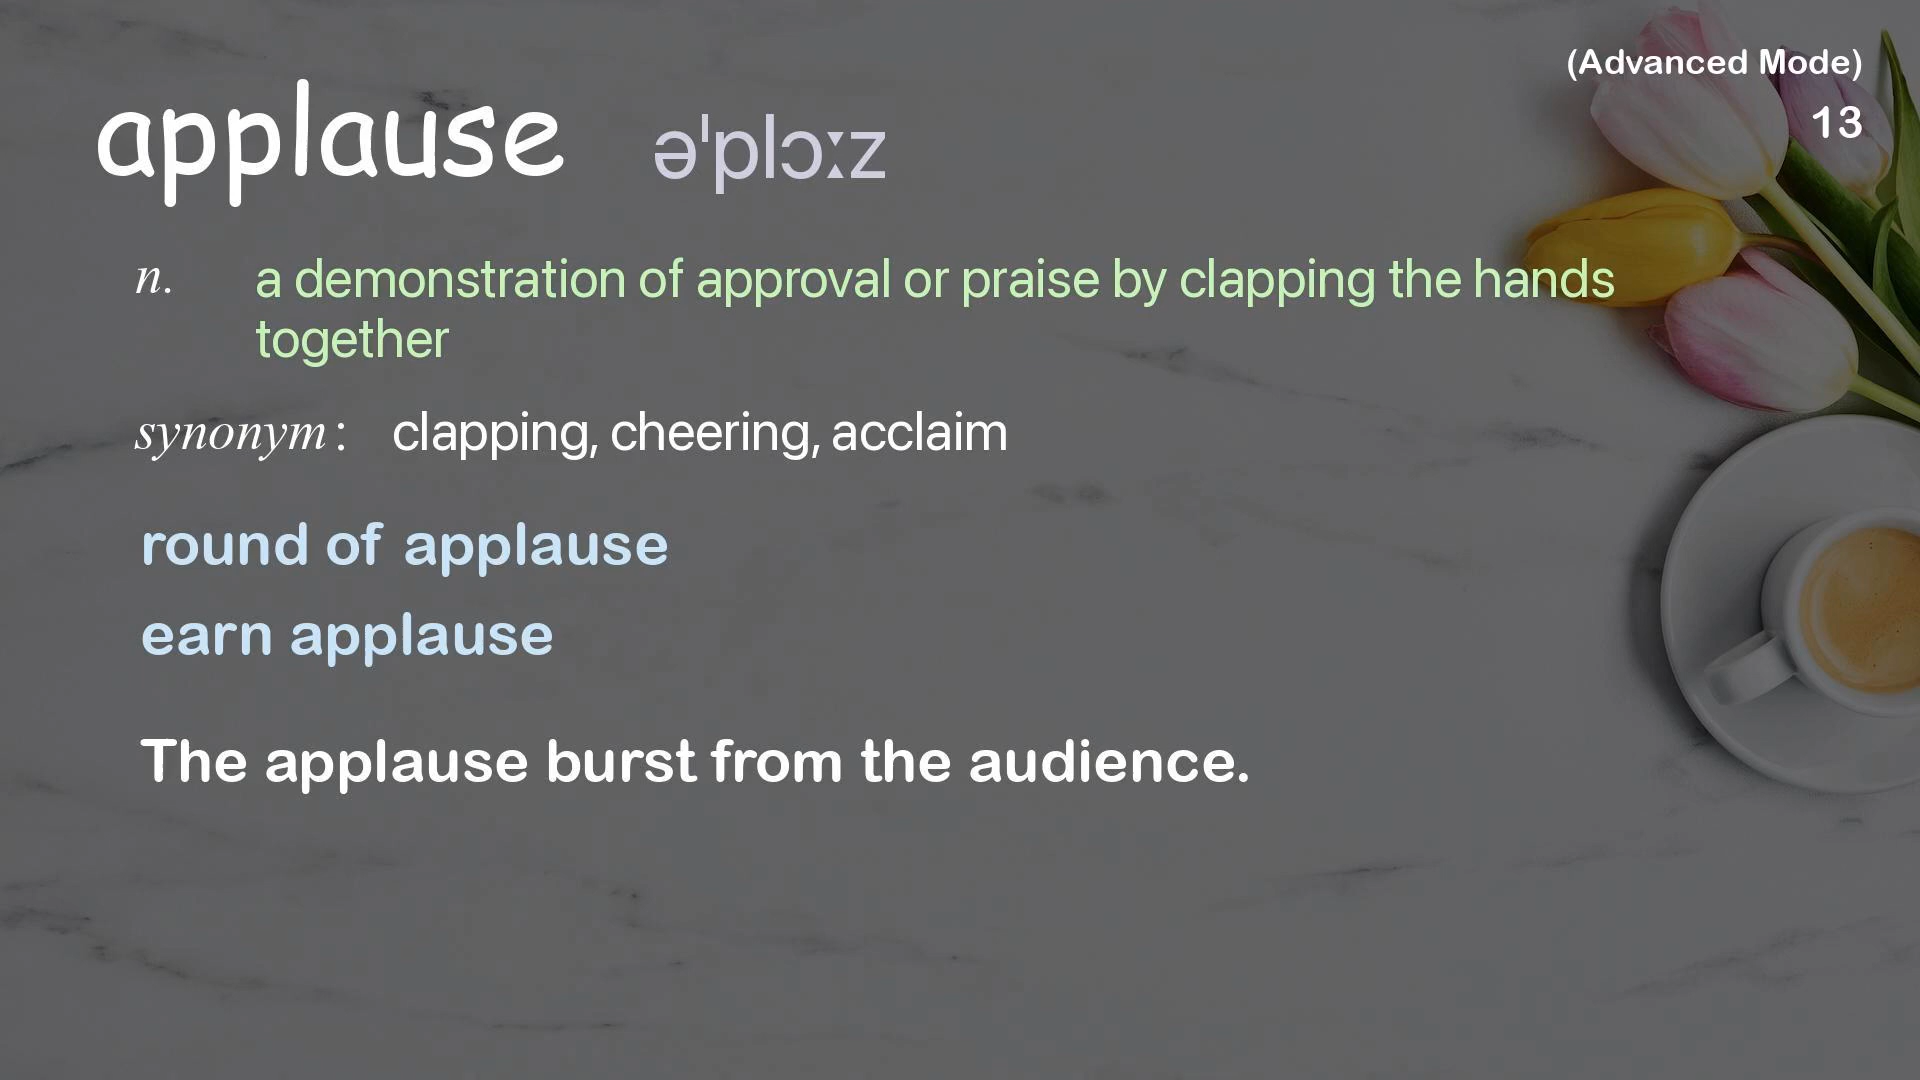 (Advanced Mode)
13
applause əˈplɔːz
n. a demonstration of approval or praise by clapping the hands
together
synonym: clapping, cheering, acclaim
round of applause
earn applause
The applause burst from the audience.